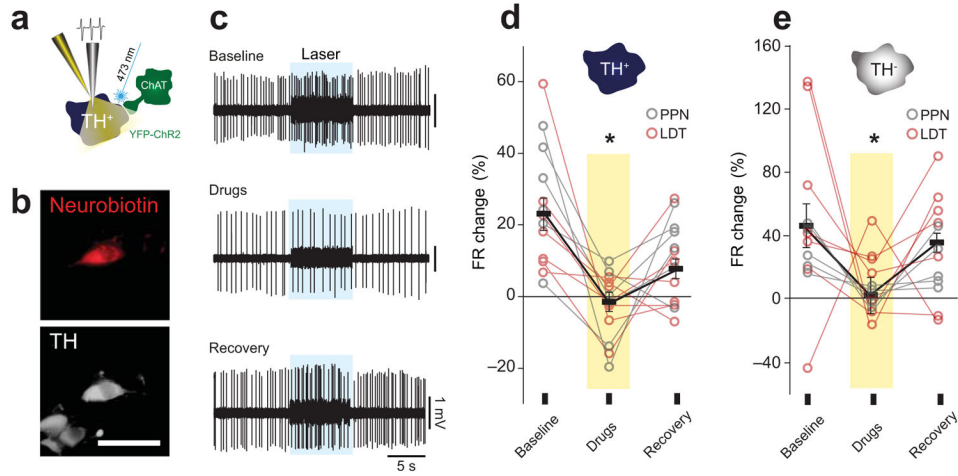 a
473 nm
ChAT
TH+
YFP-ChR2
b
Neurobiotin
TH
c
Baseline
Laser
Drugs
Recovery
1 mV
5 s
d
TH+
PPN
LDT
*
FR change (%)
60
40
20
0
–20
Baseline
Drugs
Recovery
e
TH-
PPN
LDT
*
FR change (%)
160
120
80
40
0
–40
Baseline
Drugs
Recovery